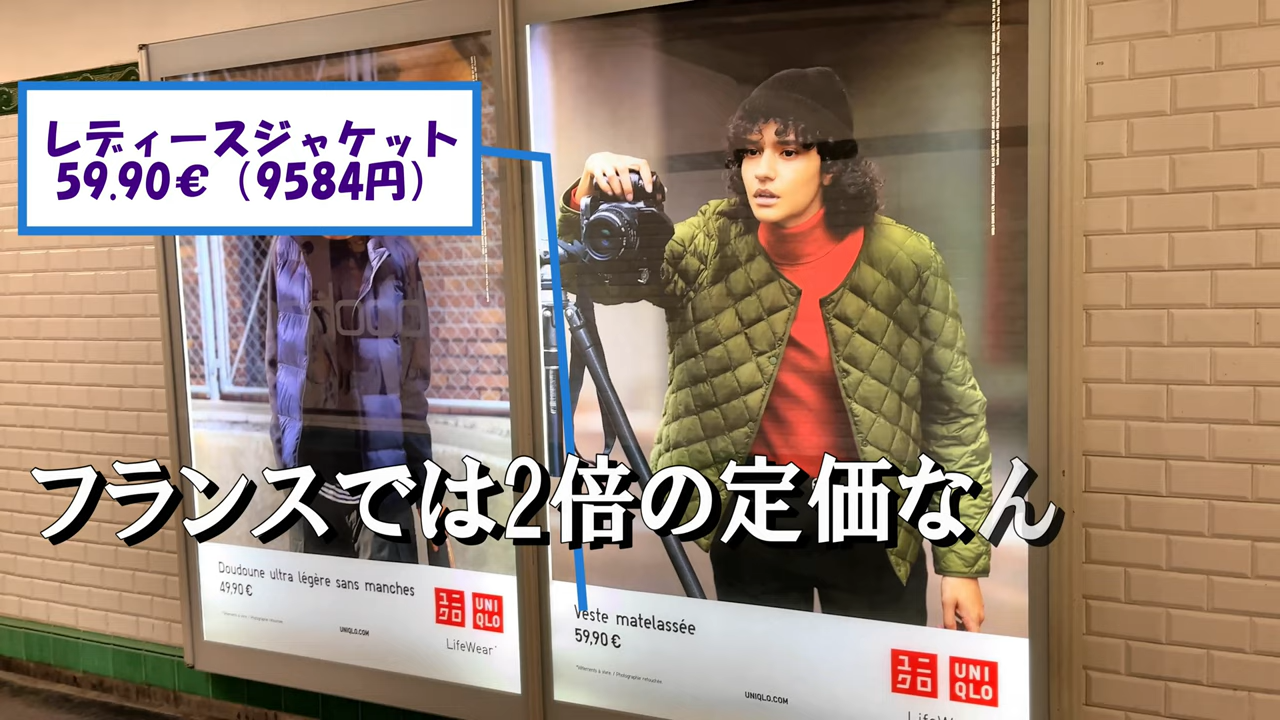 レディースジャケット
59.90€（9584円）
フランスでは2倍の定価なん
Doudoune ultra légère sans manches
49,90€
UNIQLO.COM
ユニ
クロ
UNI
QLO
LifeWear
Veste matelassée
59,90€
UNIQLO.COM
ユニ
クロ
UNI
QLO
LifeWear